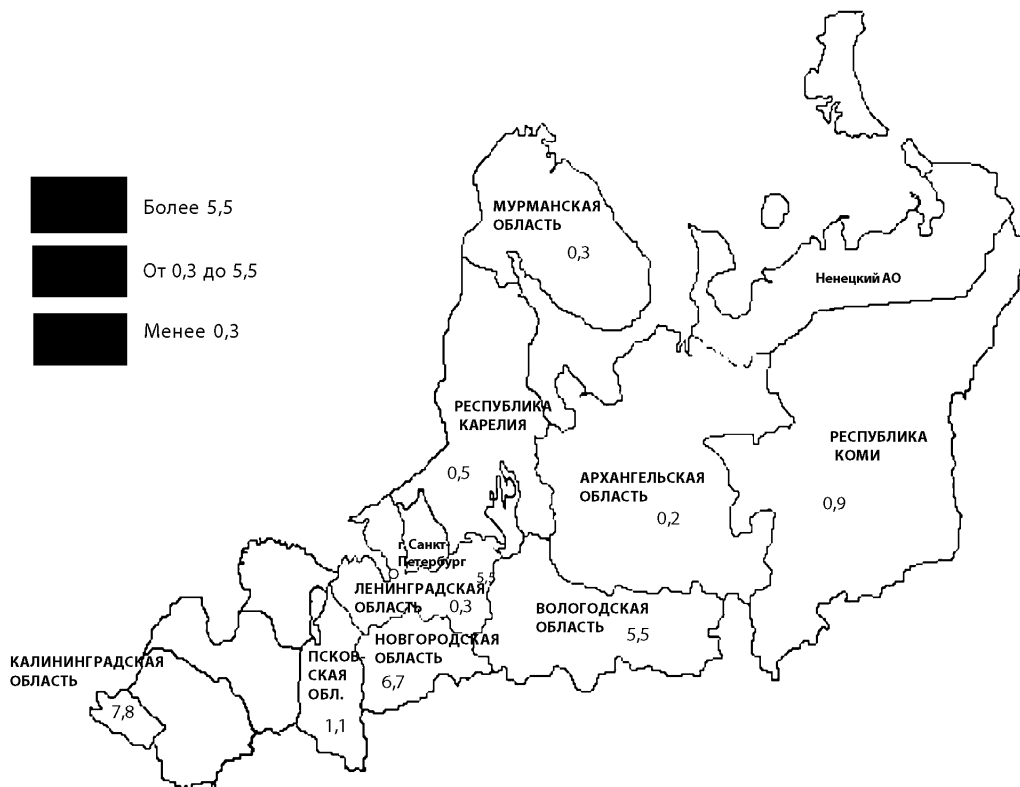 Более 5,5
От 0,3 до 5,5
Менее 0,3
МУРМАНСКАЯ
ОБЛАСТЬ
0,3
Ненецкий АО
РЕСПУБЛИКА
КАРЕЛИЯ
0,5
АРХАНГЕЛЬСКАЯ
ОБЛАСТЬ
0,2
РЕСПУБЛИКА
КОМИ
0,9
г. Санкт-
Петербург
5,5
ЛЕНИНГРАДСКАЯ
ОБЛАСТЬ
0,3
ВОЛОГОДСКАЯ
ОБЛАСТЬ
5,5
НОВГОРОДСКАЯ
ОБЛАСТЬ
6,7
ПСКОВ-
СКАЯ
ОБЛ.
1,1
КАЛИНИНГРАДСКАЯ
ОБЛАСТЬ
7,8